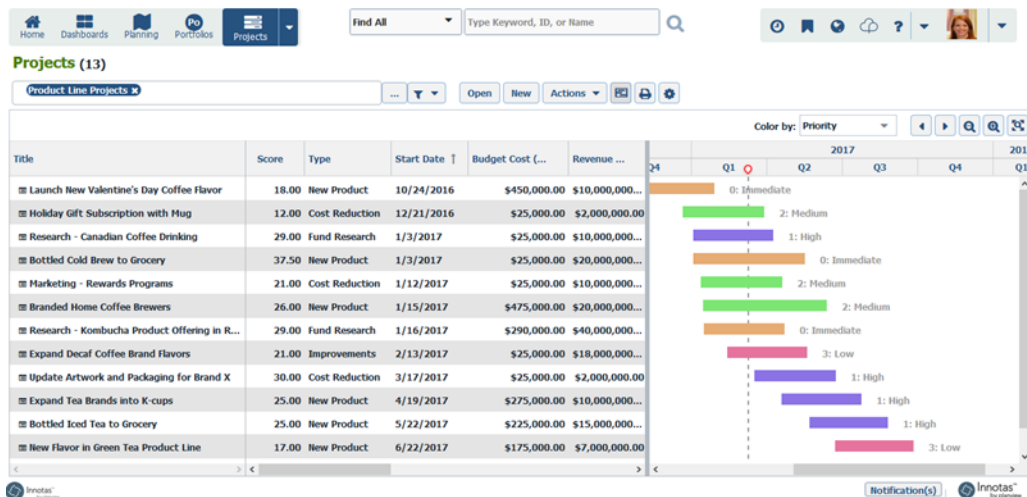 Home Dashboards Planning Po Portfolios Projects Find All Type Keyword, ID, or Name ?
Projects (13)
Product Line Projects x ... Open New Actions
Color by: Priority
Title Score Type Start Date ↑ Budget Cost (... Revenue ... 2017 201
Q4 Q1 Q2 Q3 Q4 Q1
Launch New Valentine's Day Coffee Flavor 18.00 New Product 10/24/2016 $450,000.00 $10,000,000... 0: Immediate
Holiday Gift Subscription with Mug 12.00 Cost Reduction 12/21/2016 $25,000.00 $2,000,000.00 2: Medium
Research - Canadian Coffee Drinking 29.00 Fund Research 1/3/2017 $25,000.00 $10,000,000... 1: High
Bottled Cold Brew to Grocery 37.50 New Product 1/3/2017 $25,000.00 $20,000,000... 0: Immediate
Marketing - Rewards Programs 21.00 Cost Reduction 1/12/2017 $25,000.00 $10,000,000... 2: Medium
Branded Home Coffee Brewers 26.00 New Product 1/15/2017 $475,000.00 $20,000,000... 2: Medium
Research - Kombucha Product Offering in R... 29.00 Fund Research 1/16/2017 $290,000.00 $40,000,000... 0: Immediate
Expand Decaf Coffee Brand Flavors 21.00 Improvements 2/13/2017 $25,000.00 $18,000,000... 3: Low
Update Artwork and Packaging for Brand X 30.00 Cost Reduction 3/17/2017 $25,000.00 $2,000,000.00 1: High
Expand Tea Brands into K-cups 25.00 New Product 4/19/2017 $275,000.00 $10,000,000... 1: High
Bottled Iced Tea to Grocery 25.00 New Product 5/22/2017 $225,000.00 $15,000,000... 1: High
New Flavor in Green Tea Product Line 17.00 New Product 6/22/2017 $175,000.00 $7,000,000.00 3: Low
Innotas™ Notification(s) Innotas™
by planview by planview